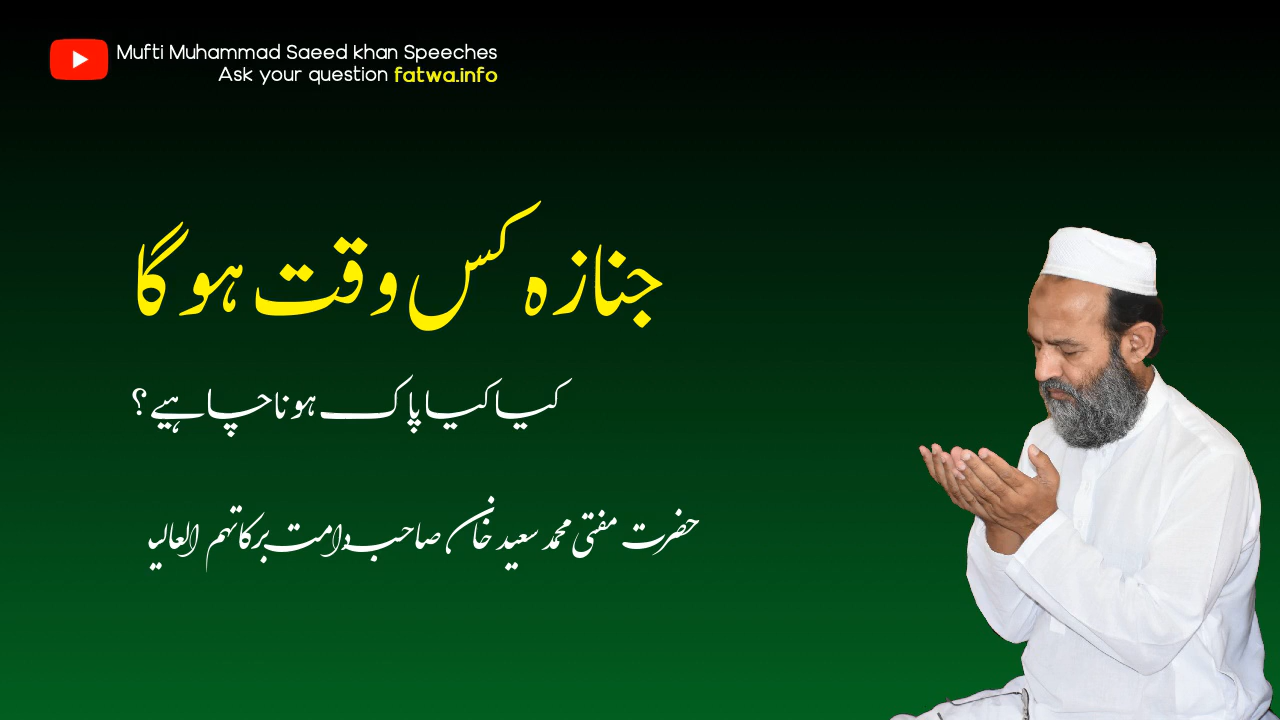 Mufti Muhammad Saeed khan Speeches
Ask your question fatwa.info
جنازہ کس وقت ہو گا
کیا کیا پاک ہونا چاہیے؟
حضرت مفتی محمد سعید خان صاحب دامت برکاتہم العالیہ